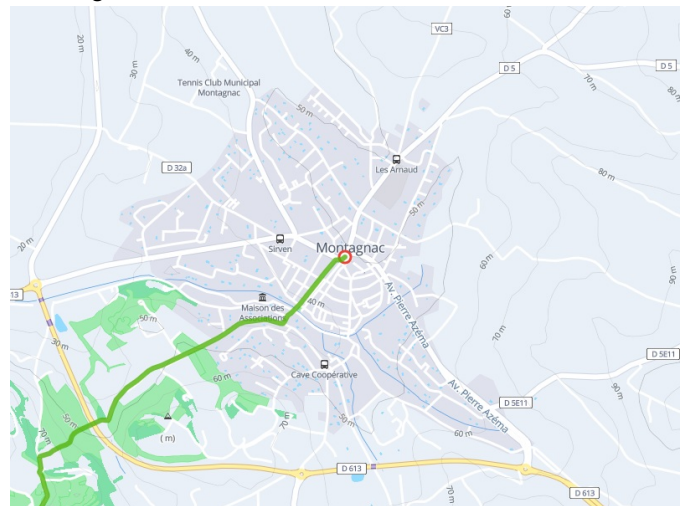 60 m
20 m
30 m
40 m
VC3
D 5
D 5
70 m
80 m
Tennis Club Municipal
Montagnac
50 m
Les Arnaud
D 32a
80 m
20 m
Sirven
Montagnac
60 m
90 m
13
40 m
Maison des
Associations
50 m
Av. Pierre Azéma
30 m
70 m
D 5E11
Cave Coopérative
60 m
Av. Pierre Azéma
90 m
D 5E11
50 m
( m)
70 m
70 m
50 m
60 m
D 613
D 613
70 m